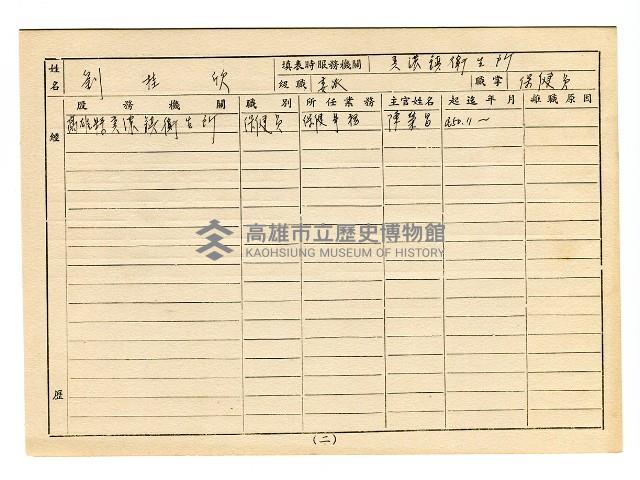 姓名 劉桂欣 填表時服務機關 美濃鎮衛生所
級職 委派 職掌 保健員
服務機關 職別 所任業務 主官姓名 起迄年月 離職原因
高雄縣美濃鎮衛生所 保健員 保健業務 陳榮昌 50.11～
經歷
高雄市立歷史博物館
KAOHSIUNG MUSEUM OF HISTORY
(二)